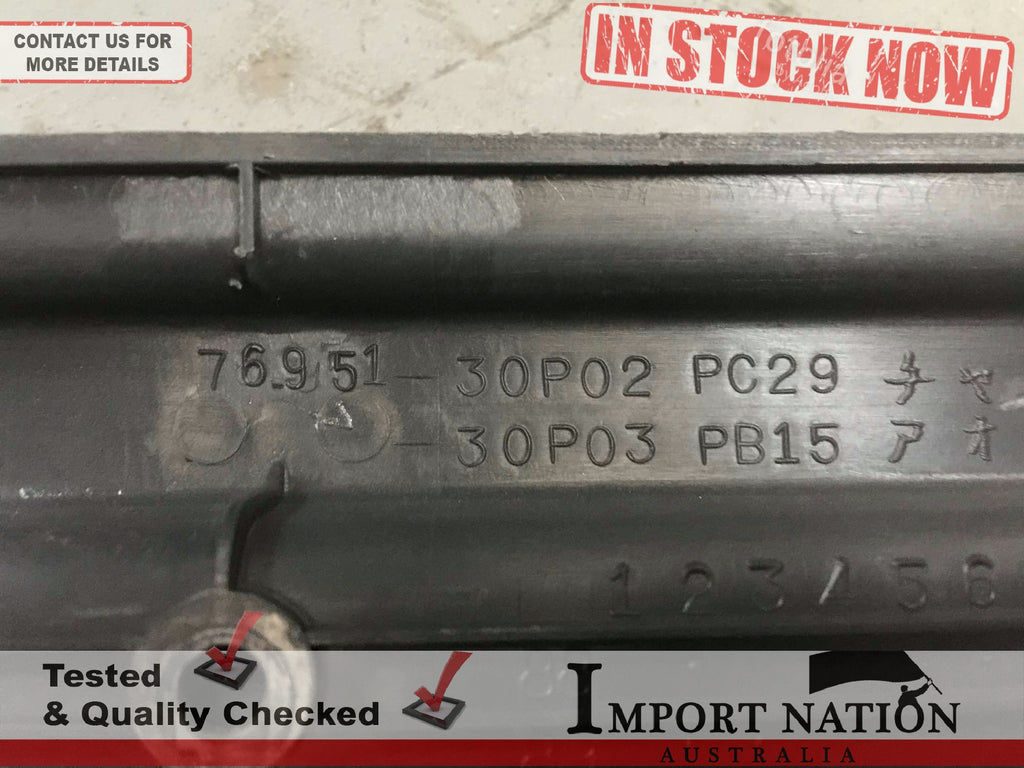 CONTACT US FOR
MORE DETAILS
IN STOCK NOW
76951-30P02 PC29 チャ
-30P03 PB15 アオ
123456
Tested
& Quality Checked
IMPORT NATION
AUSTRALIA